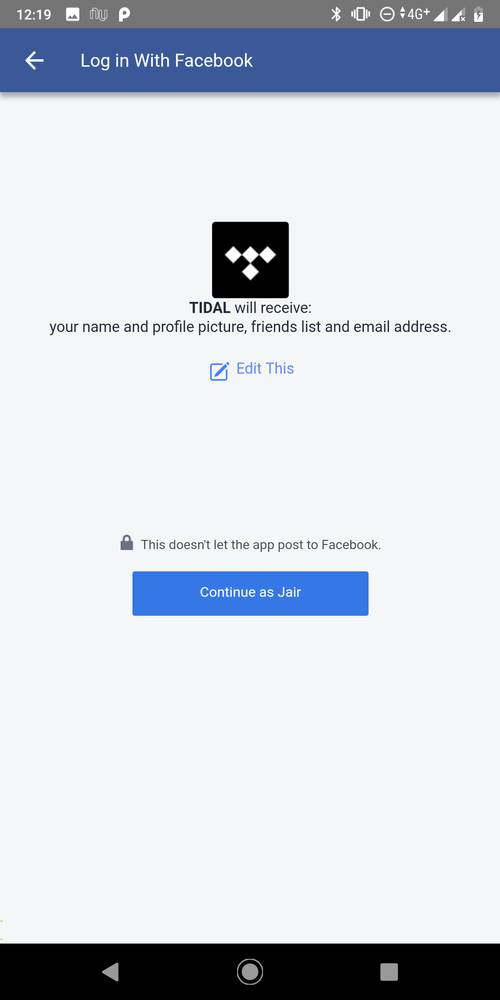 12:19
4G+
Log in With Facebook
TIDAL will receive:
your name and profile picture, friends list and email address.
Edit This
This doesn't let the app post to Facebook.
Continue as Jair